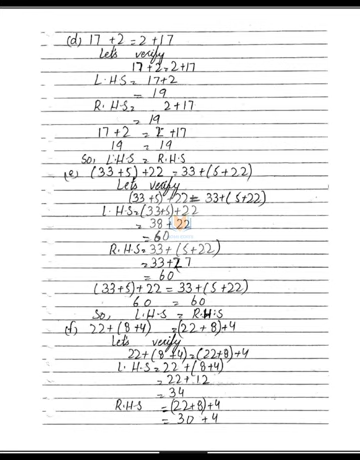 (d) 17 + 2 = 2 + 17
Lets verify
17 + 2 = 2 + 17
L.H.S = 17 + 2
= 19
R.H.S = 2 + 17
= 19
17 + 2 = 2 + 17
19 = 19
So, L.H.S = R.H.S
(e) (33+5) + 22 = 33 + (5+22)
Lets verify
(33+5) + 22 = 33 + (5+22)
L.H.S = (33+5) + 22
= 38 + 22
= 60
R.H.S = 33 + (5+22)
= 33 + 27
= 60
(33+5) + 22 = 33 + (5+22)
60 = 60
So, L.H.S = R.H.S
(f) 22 + (8+4) = (22+8) + 4
Lets verify
22 + (8+4) = (22+8) + 4
L.H.S = 22 + (8+4)
= 22 + 12
= 34
R.H.S = (22+8) + 4
= 30 + 4